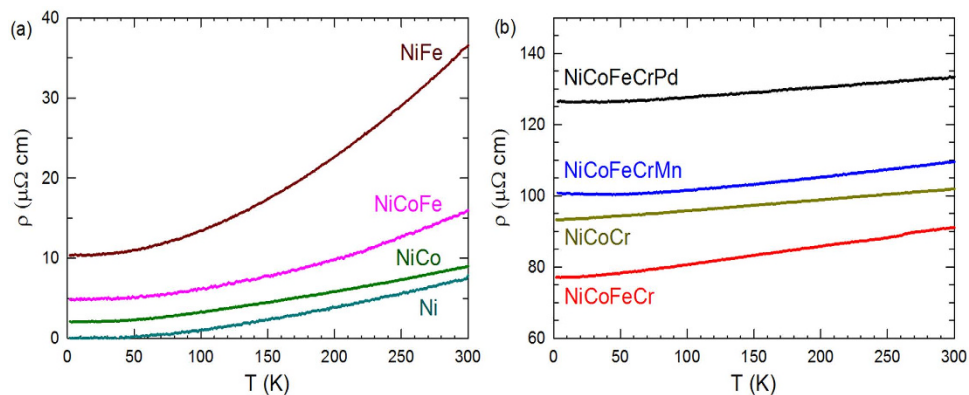 (a)
40
30
20
10
0
ρ (μΩ cm)
NiFe
NiCoFe
NiCo
Ni
0 50 100 150 200 250 300
T (K)
(b)
140
120
100
80
60
ρ (μΩ cm)
NiCoFeCrPd
NiCoFeCrMn
NiCoCr
NiCoFeCr
0 50 100 150 200 250 300
T (K)